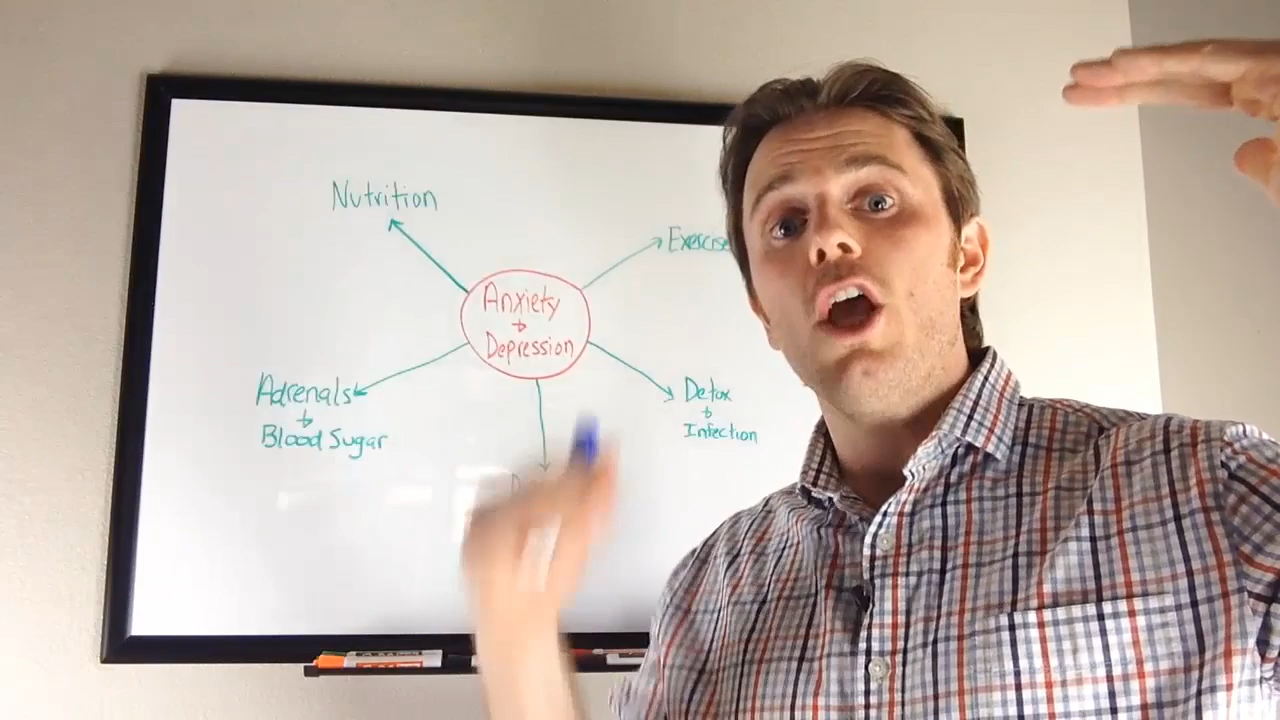 Nutrition
Exercise
Anxiety
+
Depression
Adrenals
+
Blood Sugar
Detox
+
Infection